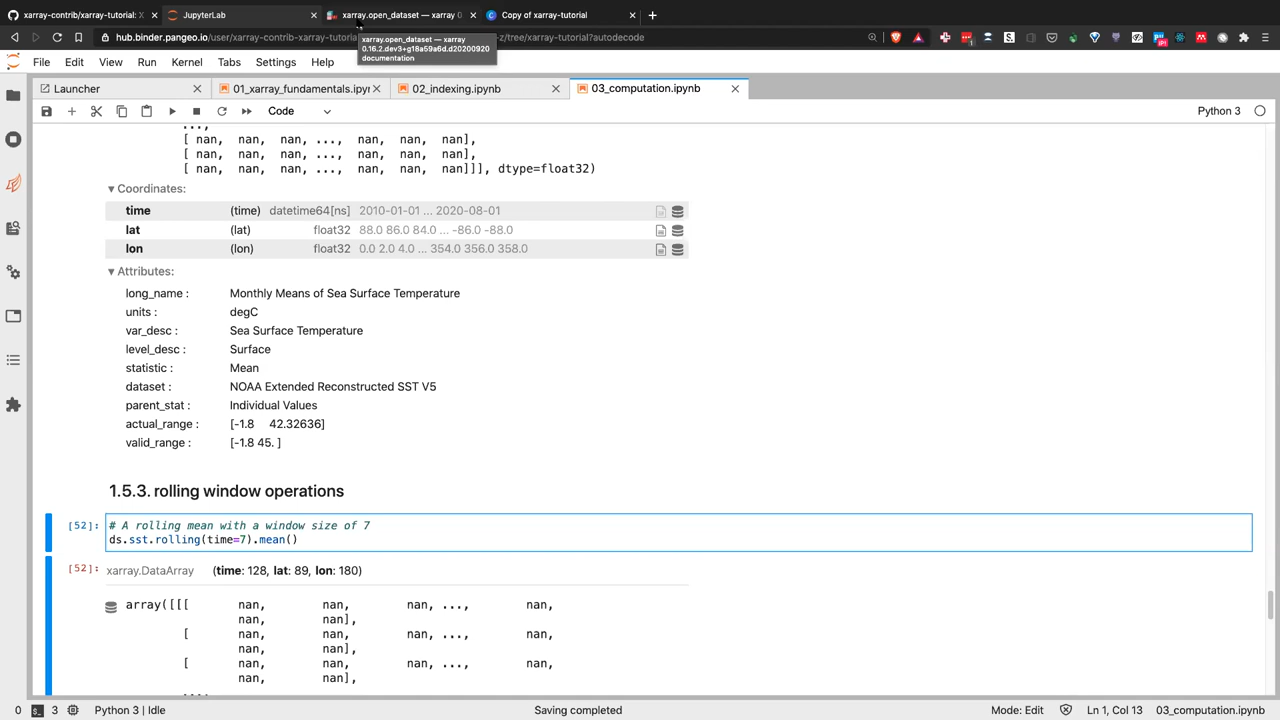 xarray-contrib/xarray-tutorial: X
JupyterLab
xarray.open_dataset — xarray 0
Copy of xarray-tutorial
hub.binder.pangeo.io/user/xarray-contrib-xarray-tutoria
z/tree/xarray-tutorial?autodecode
xarray.open_dataset — xarray
0.16.2.dev3+g18a59a6d.d20200920
documentation
File Edit View Run Kernel Tabs Settings Help
Launcher
01_xarray_fundamentals.ipyn
02_indexing.ipynb
03_computation.ipynb
Code
Python 3
...,
[ nan, nan, nan, ..., nan, nan, nan],
[ nan, nan, nan, ..., nan, nan, nan],
[ nan, nan, nan, ..., nan, nan, nan]]], dtype=float32)
▾ Coordinates:
time (time) datetime64[ns] 2010-01-01 ... 2020-08-01
lat (lat) float32 88.0 86.0 84.0 ... -86.0 -88.0
lon (lon) float32 0.0 2.0 4.0 ... 354.0 356.0 358.0
▾ Attributes:
long_name : Monthly Means of Sea Surface Temperature
units : degC
var_desc : Sea Surface Temperature
level_desc : Surface
statistic : Mean
dataset : NOAA Extended Reconstructed SST V5
parent_stat : Individual Values
actual_range : [-1.8 42.32636]
valid_range : [-1.8 45. ]
1.5.3. rolling window operations
[52]: # A rolling mean with a window size of 7
ds.sst.rolling(time=7).mean()
[52]: xarray.DataArray (time: 128, lat: 89, lon: 180)
array([[[ nan, nan, nan, ..., nan,
nan, nan],
[ nan, nan, nan, ..., nan,
nan, nan],
[ nan, nan, nan, ..., nan,
nan, nan],
...,
0 3 Python 3 | Idle Saving completed Mode: Edit Ln 1, Col 13 03_computation.ipynb